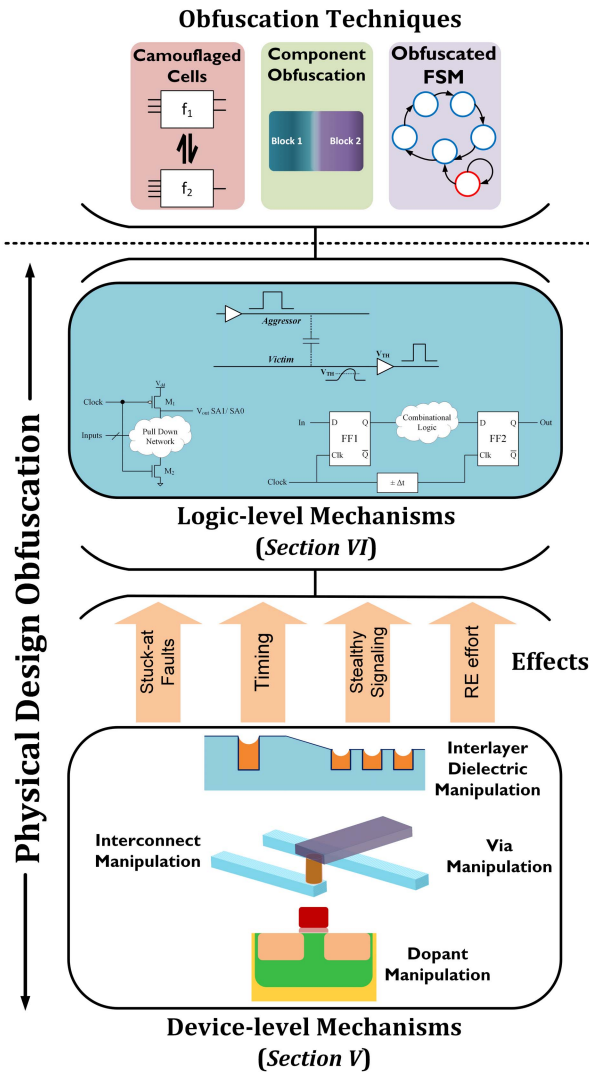 Obfuscation Techniques
Camouflaged
Cells
f1
f2
Component
Obfuscation
Block 1
Block 2
Obfuscated
FSM
Physical Design Obfuscation
Aggressor
Victim
VTH
VTH
Vdd
Clock
M1
Vout SA1/ SA0
Inputs
Pull Down
Network
M2
In
D Q
FF1
Clk Q̅
Combinational
Logic
D Q
FF2
Clk Q̅
Out
Clock
± Δt
Logic-level Mechanisms
(Section VI)
Stuck-at
Faults
Timing
Stealthy
Signaling
RE effort
Effects
Interlayer
Dielectric
Manipulation
Interconnect
Manipulation
Via
Manipulation
Dopant
Manipulation
Device-level Mechanisms
(Section V)